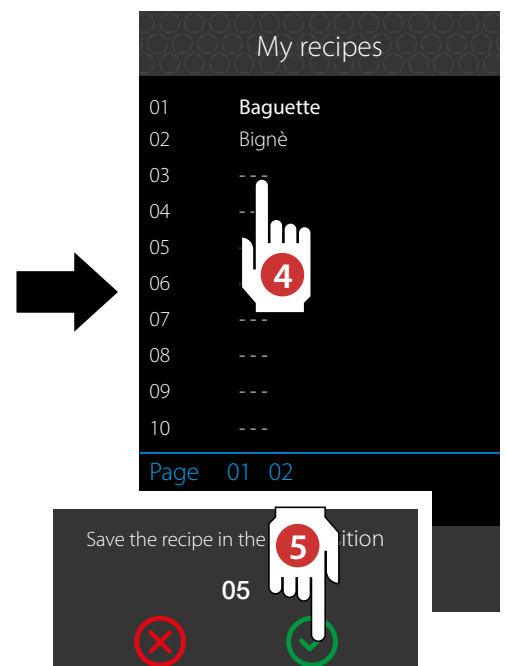 My recipes
01 Baguette
02 Bignè
03 - - -
04 - -
05
06
4
07 - - -
08 - - -
09 - - -
10 - - -
Page 01 02
Save the recipe in the
5
05